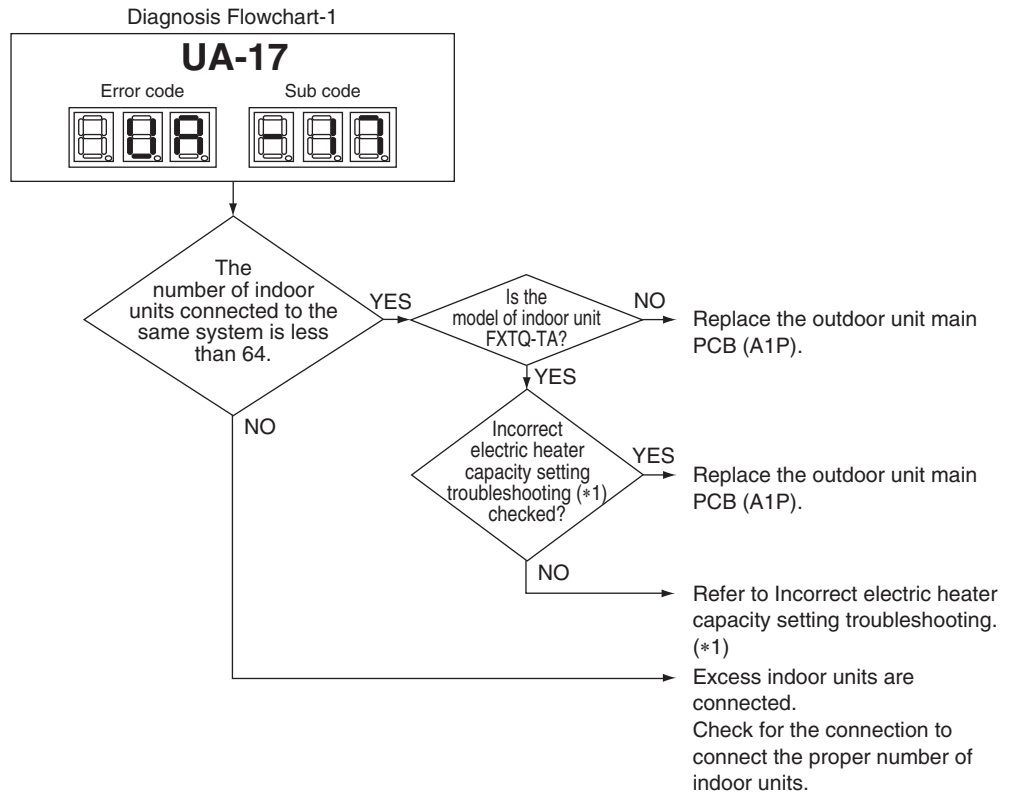 Diagnosis Flowchart-1
UA-17
Error code
Sub code
UA
-17
The
number of indoor
units connected to the
same system is less
than 64.
YES
Is the
model of indoor unit
FXTQ-TA?
NO
Replace the outdoor unit main
PCB (A1P).
YES
NO
Incorrect
electric heater
capacity setting
troubleshooting (∗1)
checked?
YES
Replace the outdoor unit main
PCB (A1P).
NO
Refer to Incorrect electric heater
capacity setting troubleshooting.
(∗1)
Excess indoor units are
connected.
Check for the connection to
connect the proper number of
indoor units.